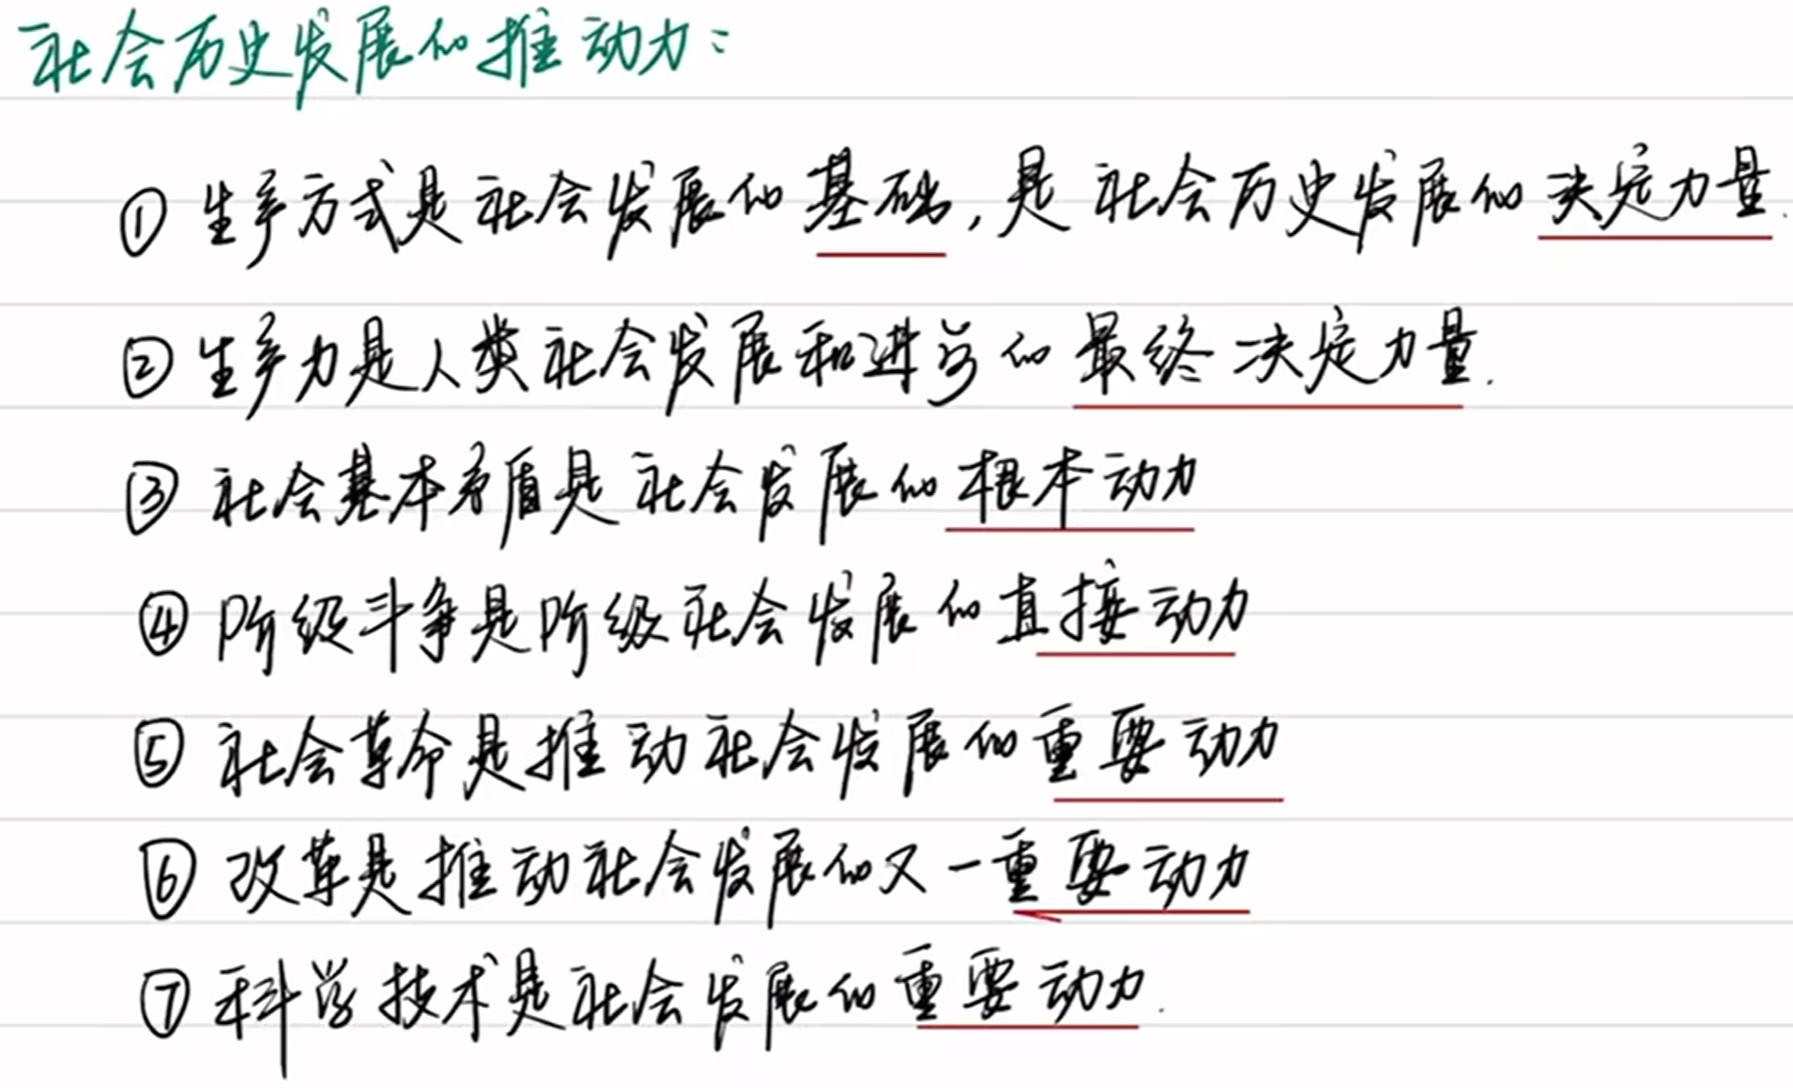 社会历史发展的推动力：
① 生产方式是社会发展的基础，是社会历史发展的决定力量.
② 生产力是人类社会发展和进步的最终决定力量.
③ 社会基本矛盾是社会发展的根本动力
④ 阶级斗争是阶级社会发展的直接动力
⑤ 社会革命是推动社会发展的重要动力
⑥ 改革是推动社会发展的又一重要动力
⑦ 科学技术是社会发展的重要动力.